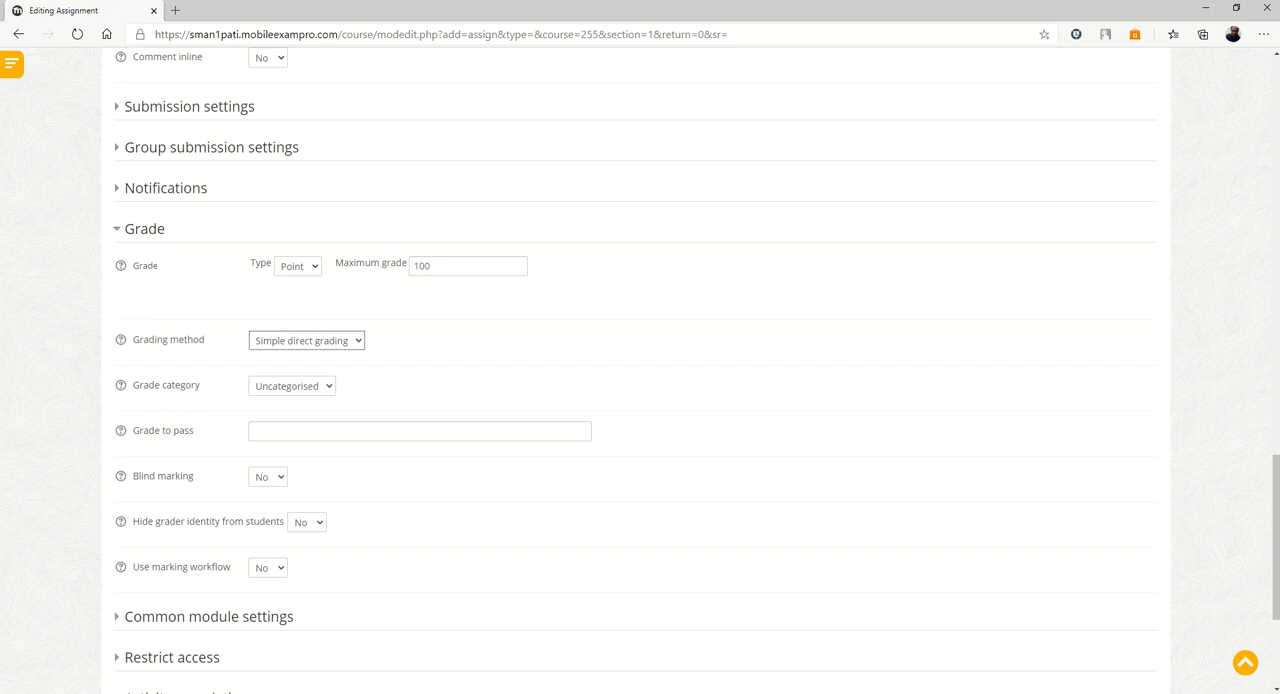 Editing Assignment
https://sman1pati.mobileexampro.com/course/modedit.php?add=assign&type=&course=255&section=1&return=0&sr=
Comment inline No
Submission settings
Group submission settings
Notifications
Grade
Grade Type Point Maximum grade 100
Grading method Simple direct grading
Grade category Uncategorised
Grade to pass
Blind marking No
Hide grader identity from students No
Use marking workflow No
Common module settings
Restrict access